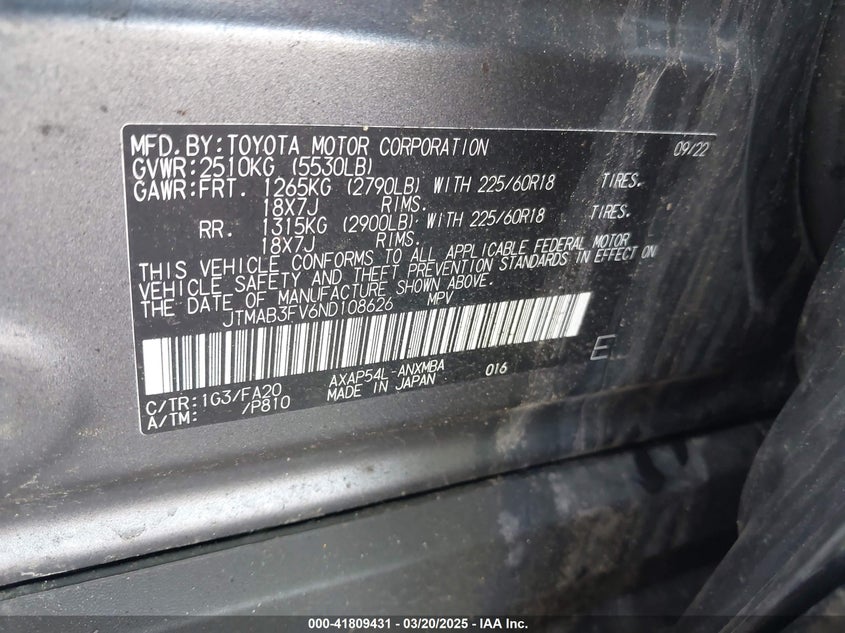 MFD. BY: TOYOTA MOTOR CORPORATION 09/22
GVWR: 2510KG (5530LB)
GAWR: FRT. 1265KG (2790LB) WITH 225/60R18 TIRES.
18X7J RIMS.
RR. 1315KG (2900LB) WITH 225/60R18 TIRES.
18X7J RIMS.
THIS VEHICLE CONFORMS TO ALL APPLICABLE FEDERAL MOTOR
VEHICLE SAFETY AND THEFT PREVENTION STANDARDS IN EFFECT ON
THE DATE OF MANUFACTURE SHOWN ABOVE.
JTMAB3FV6ND108626 MPV
C/TR: 1G3/FA20 AXAP54L-ANXMBA 016 E
A/TM: /P810 MADE IN JAPAN
000-41809431 - 03/20/2025 - IAA Inc.